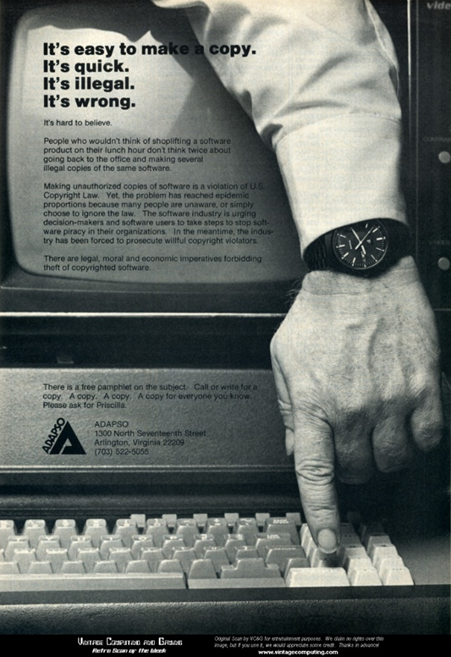 vide
It's easy to make a copy.
It's quick.
It's illegal.
It's wrong.
It's hard to believe.
People who wouldn't think of shoplifting a software
product on their lunch hour don't think twice about
going back to the office and making several
illegal copies of the same software.
Making unauthorized copies of software is a violation of U.S.
Copyright Law. Yet, the problem has reached epidemic
proportions because many people are unaware, or simply
choose to ignore the law. The software industry is urging
decision-makers and software users to take steps to stop soft-
ware piracy in their organizations. In the meantime, the indus-
try has been forced to prosecute willful copyright violators.
There are legal, moral and economic imperatives forbidding
theft of copyrighted software.
There is a free pamphlet on the subject. Call or write for a
copy. A copy. A copy. A copy for everyone you know.
Please ask for Priscilla.
ADAPSO
ADAPSO
1300 North Seventeenth Street
Arlington, Virginia 22209
(703) 522-5055
Vintage Computing and Gaming
Retro Scan of the Week
Original Scan by VC&G for entertainment purposes. We claim no rights over this
image, but if you use it, we would appreciate some credit. Thanks in advance!
www.vintagecomputing.com